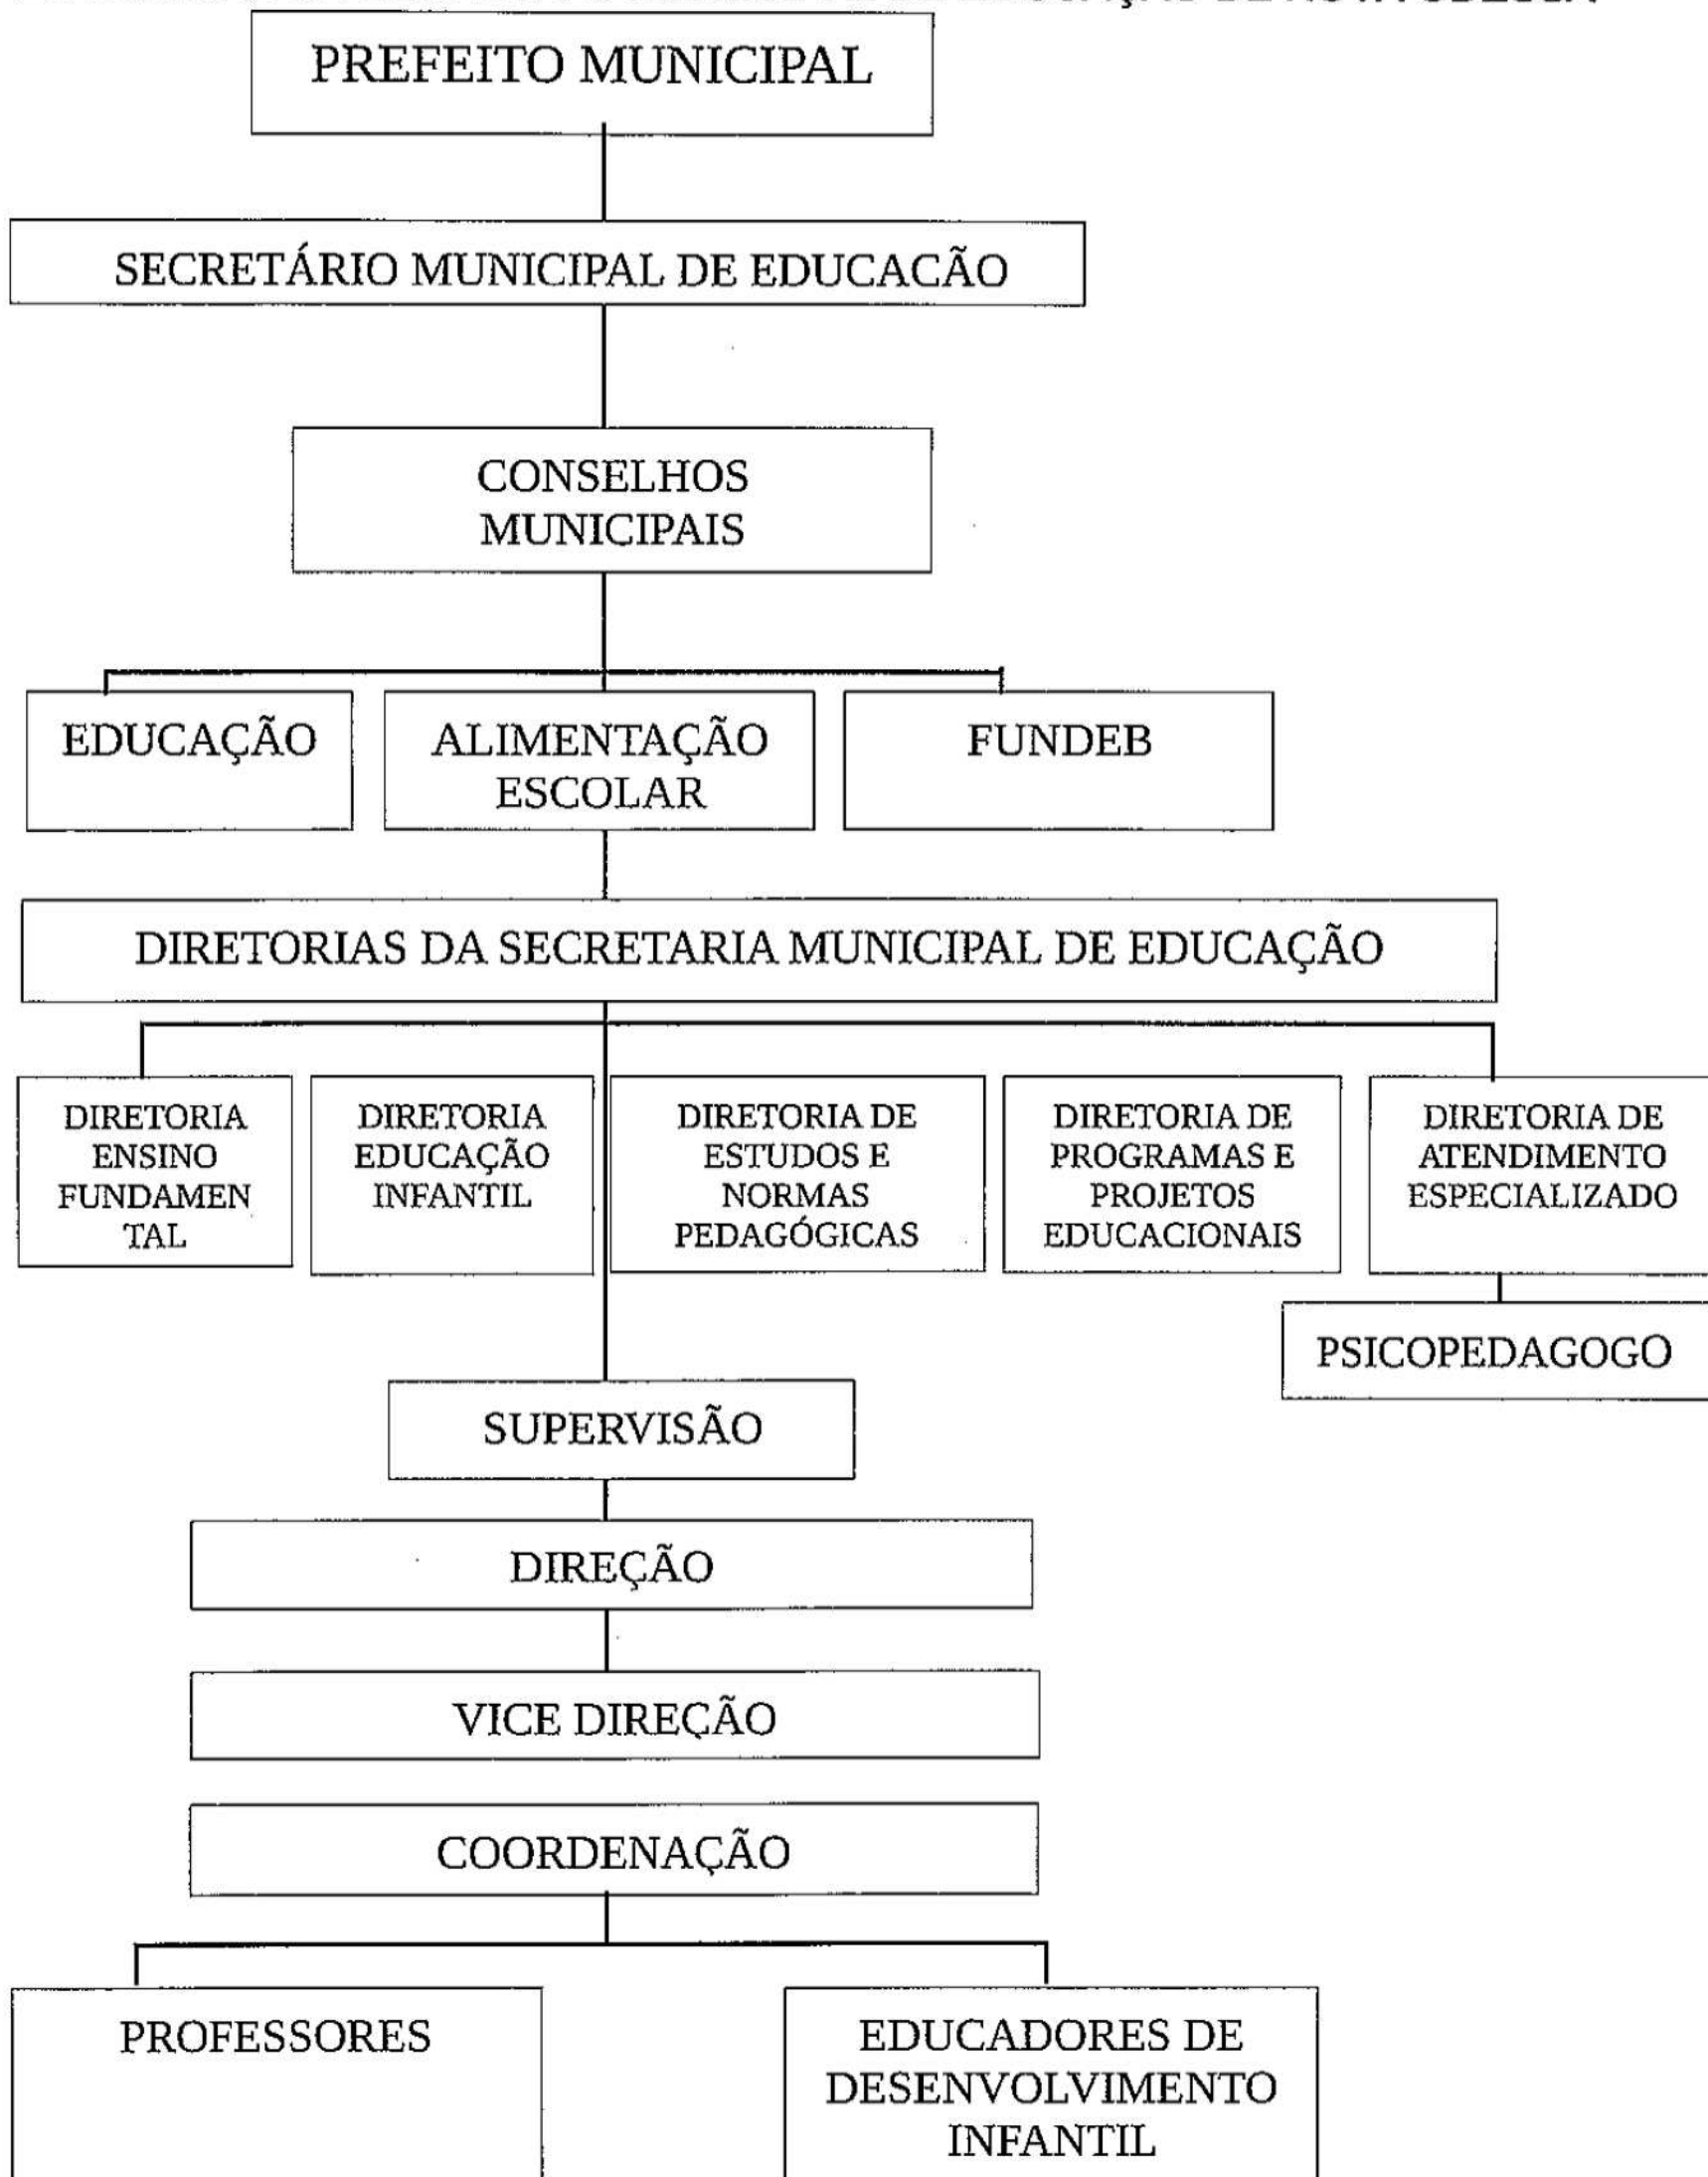 PREFEITO MUNICIPAL
SECRETÁRIO MUNICIPAL DE EDUCACÃO
CONSELHOS
MUNICIPAIS
EDUCAÇÃO
ALIMENTAÇÃO
ESCOLAR
FUNDEB
DIRETORIAS DA SECRETARIA MUNICIPAL DE EDUCAÇÃO
DIRETORIA
ENSINO
FUNDAMEN
TAL
DIRETORIA
EDUCAÇÃO
INFANTIL
DIRETORIA DE
ESTUDOS E
NORMAS
PEDAGÓGICAS
DIRETORIA DE
PROGRAMAS E
PROJETOS
EDUCACIONAIS
DIRETORIA DE
ATENDIMENTO
ESPECIALIZADO
PSICOPEDAGOGO
SUPERVISÃO
DIREÇÃO
VICE DIREÇÃO
COORDENAÇÃO
PROFESSORES
EDUCADORES DE
DESENVOLVIMENTO
INFANTIL